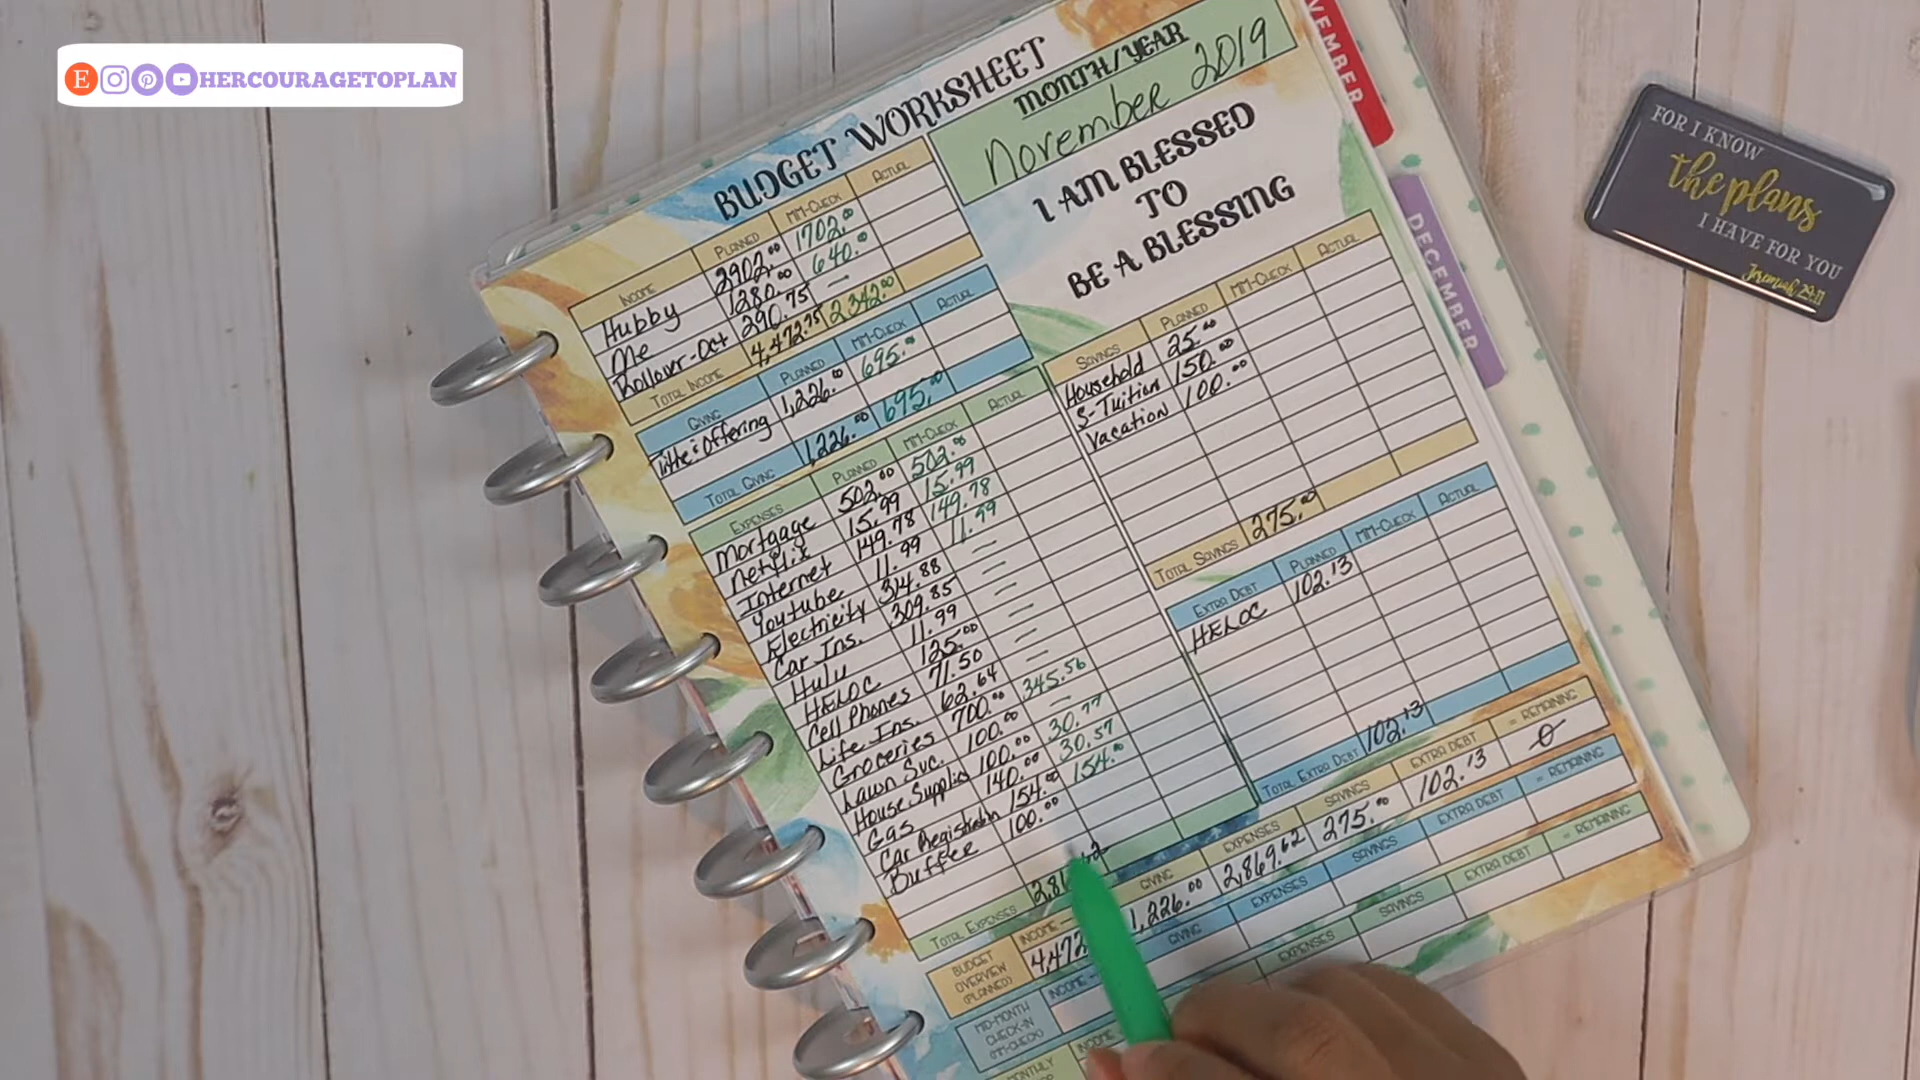 HERCOURAGETOPLAN
BUDGET WORKSHEET
MONTH/YEAR
November 2019
I AM BLESSED
TO
BE A BLESSING
INCOME PLANNED MM-CHECK ACTUAL
Hubby 2902.00 1702.00
Me 1280.00 640.00
Rollover-Oct 290.75 —
TOTAL INCOME 4,472.75 2342.00
GIVING PLANNED MM-CHECK ACTUAL
Tithe & Offering 1,226.00 695.00
TOTAL GIVING 1,226.00 695.00
EXPENSES PLANNED MM-CHECK ACTUAL
Mortgage 502.00 502.00
Netflix 15.99 15.99
Internet 149.78 149.78
Youtube 11.99 11.99
Electricity 314.88 —
Car Ins. 309.85 —
Hulu 11.99 —
HELOC 125.00 —
Cell Phones 71.50 —
Life Ins. 62.64 —
Groceries 700.00 345.56
Lawn Svc. 100.00 —
House Supplies 100.00 30.77
Gas 140.00 30.57
Car Registration 154.00 154.00
Buffee 100.00
TOTAL EXPENSES
SAVINGS PLANNED MM-CHECK ACTUAL
Household 25.00
S-Tuition 150.00
Vacation 100.00
TOTAL SAVINGS 275.00
EXTRA DEBT PLANNED MM-CHECK ACTUAL
HELOC 102.13
TOTAL EXTRA DEBT 102.13
BUDGET OVERVIEW (PLANNED)
INCOME - GIVING EXPENSES SAVINGS EXTRA DEBT = REMAINING
1,226.00 2,869.62 275.00 102.13 0
MID-MONTH CHECK-IN (MM-CHECK)
INCOME - GIVING EXPENSES SAVINGS EXTRA DEBT = REMAINING
MONTHLY
INCOME EXPENSES SAVINGS EXTRA DEBT = REMAINING
NOVEMBER
DECEMBER
FOR I KNOW
the plans
I HAVE FOR YOU
Jeremiah 29:11